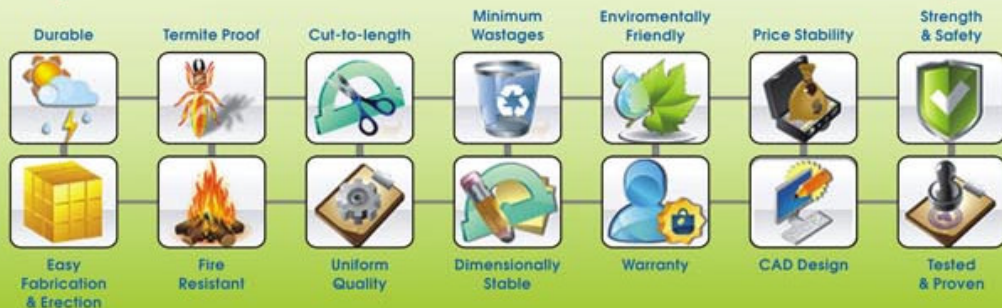 Durable
Termite Proof
Cut-to-length
Minimum
Wastages
Enviromentally
Friendly
Price Stability
Strength
& Safety
Easy
Fabrication
& Erection
Fire
Resistant
Uniform
Quality
Dimensionally
Stable
Warranty
CAD Design
Tested
& Proven